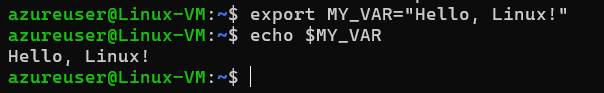 azureuser@Linux-VM:~$ export MY_VAR="Hello, Linux!"
azureuser@Linux-VM:~$ echo $MY_VAR
Hello, Linux!
azureuser@Linux-VM:~$